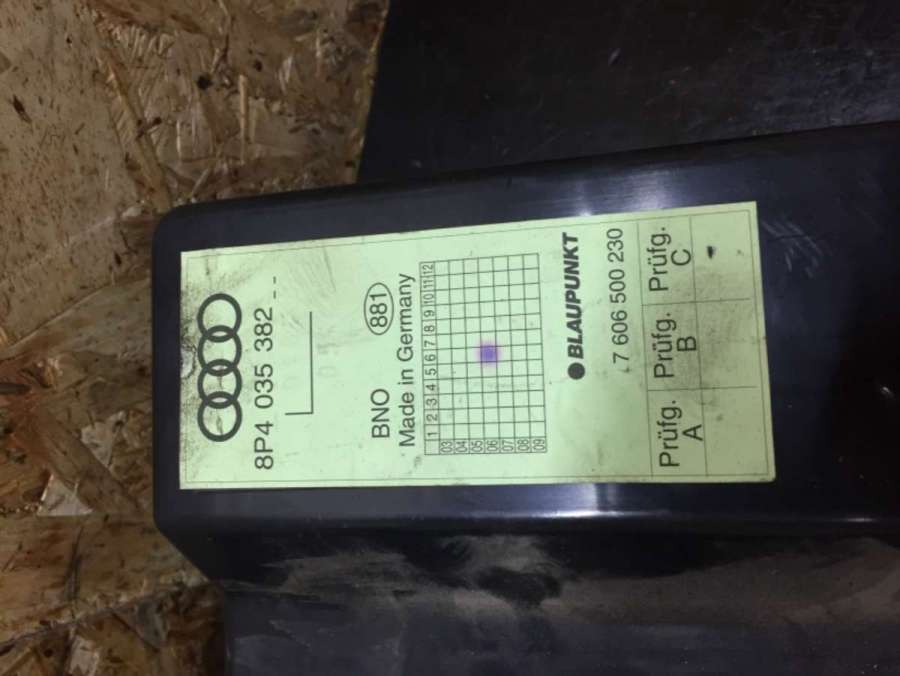 8P4 035 382 - -
BNO 881
Made in Germany
1 2 3 4 5 6 7 8 9 10 11 12
03
04
05
06
07
08
09
BLAUPUNKT
7 606 500 230
Prüfg. Prüfg. Prüfg.
A B C